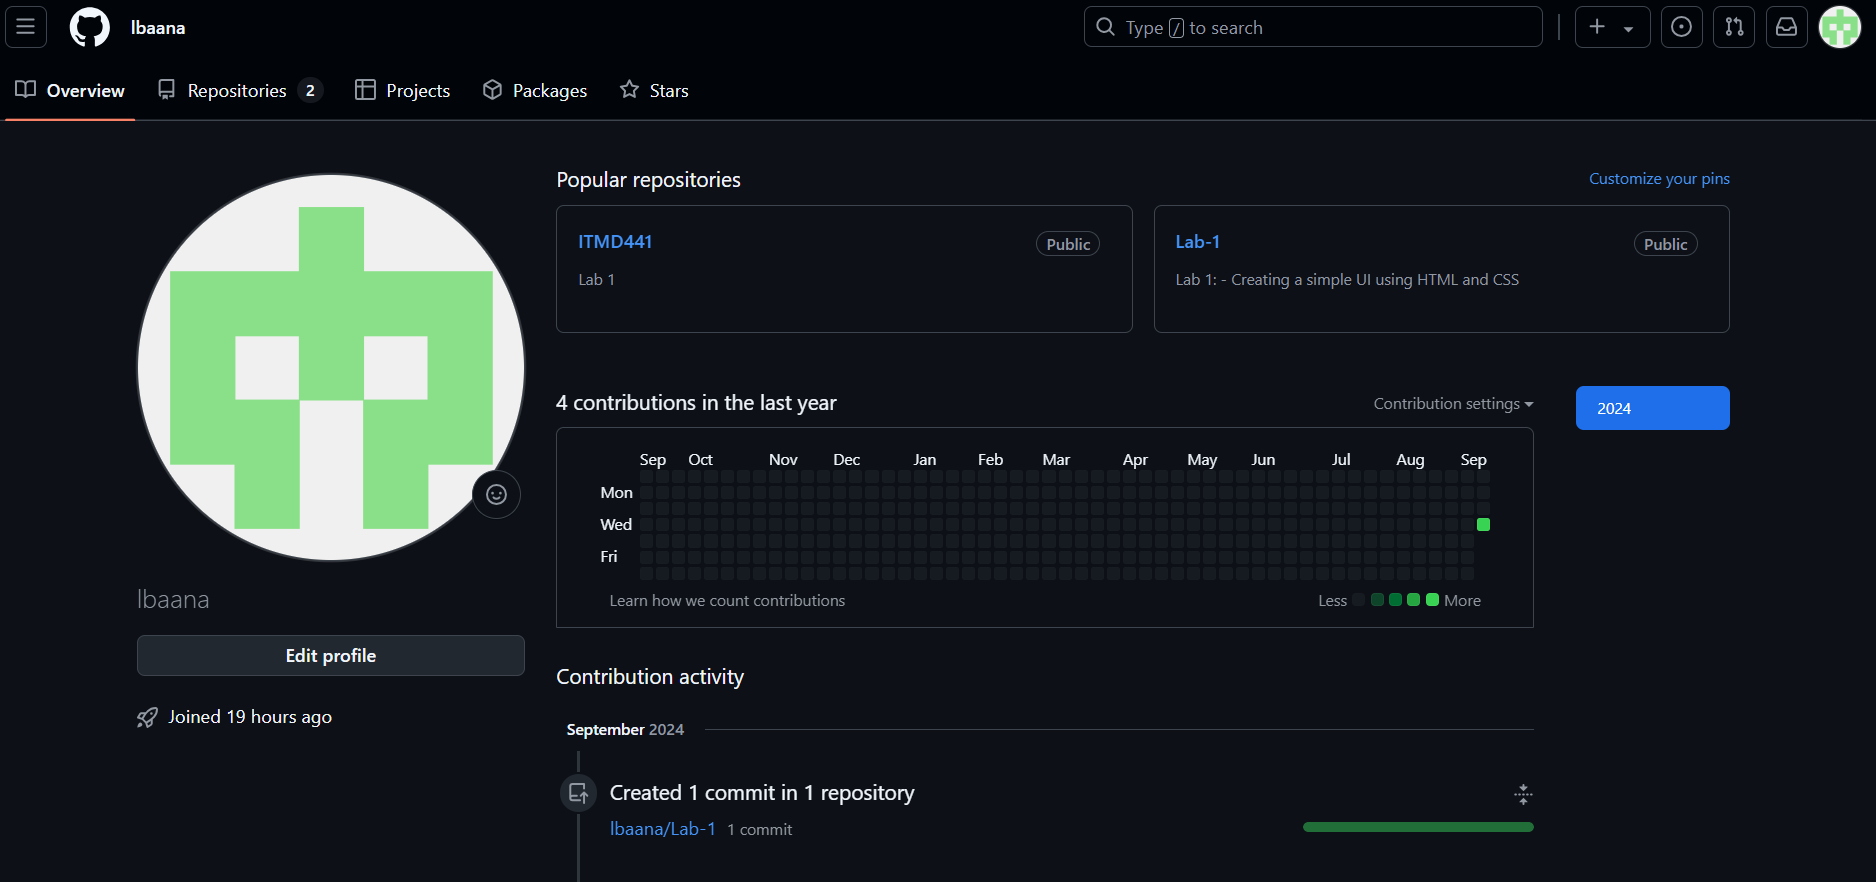 lbaana
Type / to search
Overview
Repositories 2
Projects
Packages
Stars
Popular repositories
Customize your pins
ITMD441
Public
Lab 1
Lab-1
Public
Lab 1: - Creating a simple UI using HTML and CSS
4 contributions in the last year
Contribution settings
2024
Sep Oct Nov Dec Jan Feb Mar Apr May Jun Jul Aug Sep
Mon
Wed
Fri
Learn how we count contributions
Less More
lbaana
Edit profile
Joined 19 hours ago
Contribution activity
September 2024
Created 1 commit in 1 repository
lbaana/Lab-1 1 commit